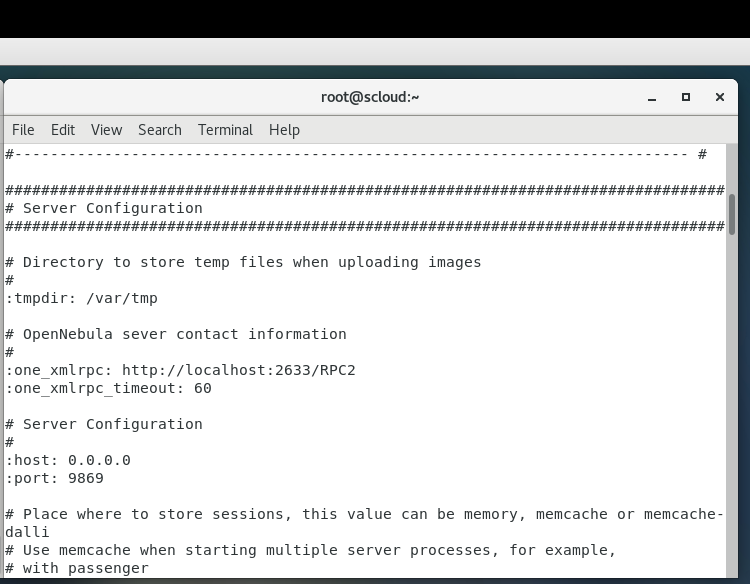 root@scloud:~
File Edit View Search Terminal Help
#--------------------------------------------------------------------------- #
################################################################################
# Server Configuration
################################################################################
# Directory to store temp files when uploading images
#
:tmpdir: /var/tmp
# OpenNebula sever contact information
#
:one_xmlrpc: http://localhost:2633/RPC2
:one_xmlrpc_timeout: 60
# Server Configuration
#
:host: 0.0.0.0
:port: 9869
# Place where to store sessions, this value can be memory, memcache or memcache-
dalli
# Use memcache when starting multiple server processes, for example,
# with passenger